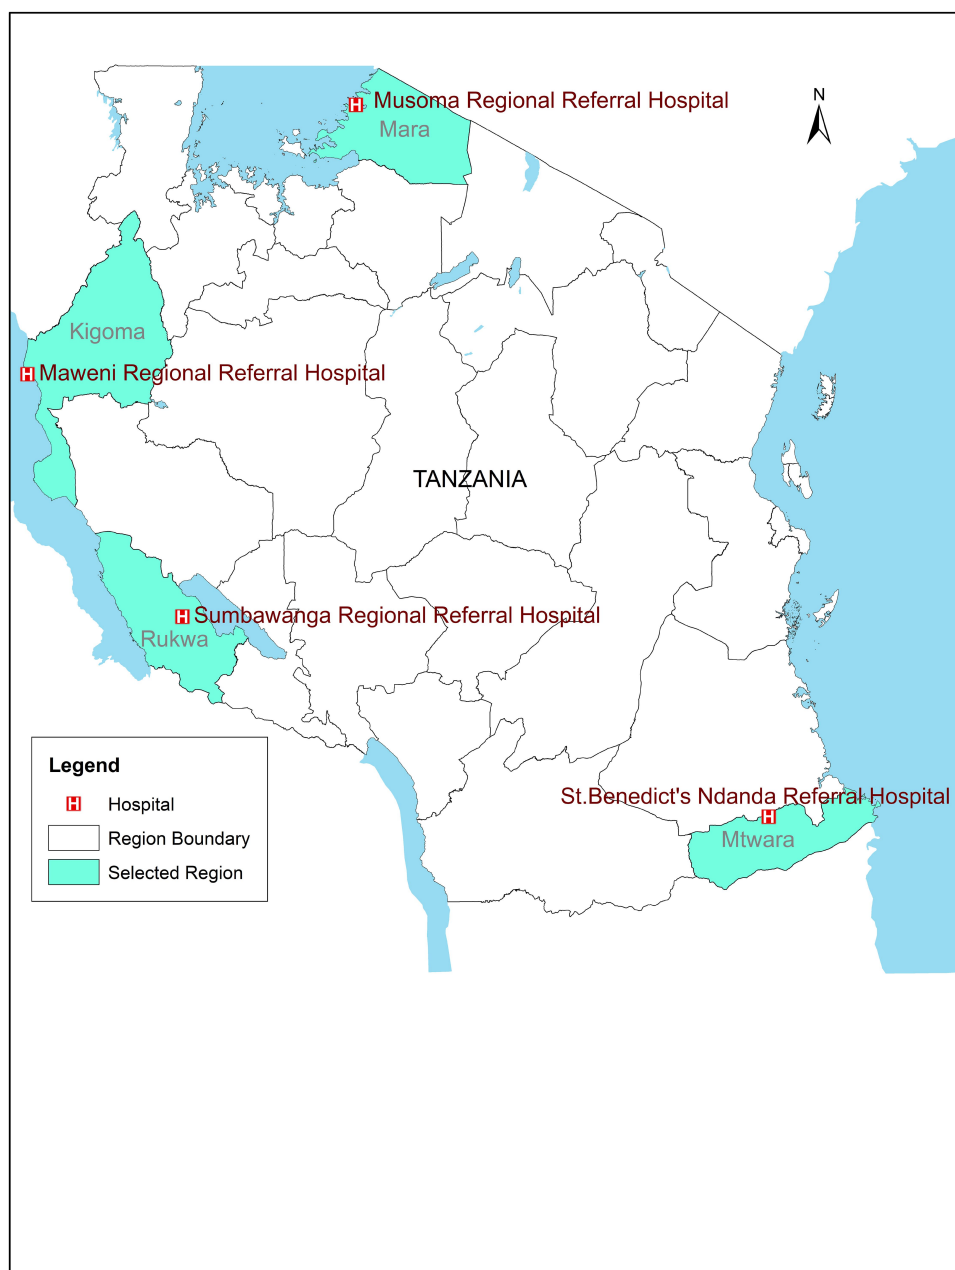 N
Musoma Regional Referral Hospital
Mara
Kigoma
H Maweni Regional Referral Hospital
TANZANIA
H Sumbawanga Regional Referral Hospital
Rukwa
Legend
H Hospital
Region Boundary
Selected Region
St.Benedict's Ndanda Referral Hospital
H
Mtwara